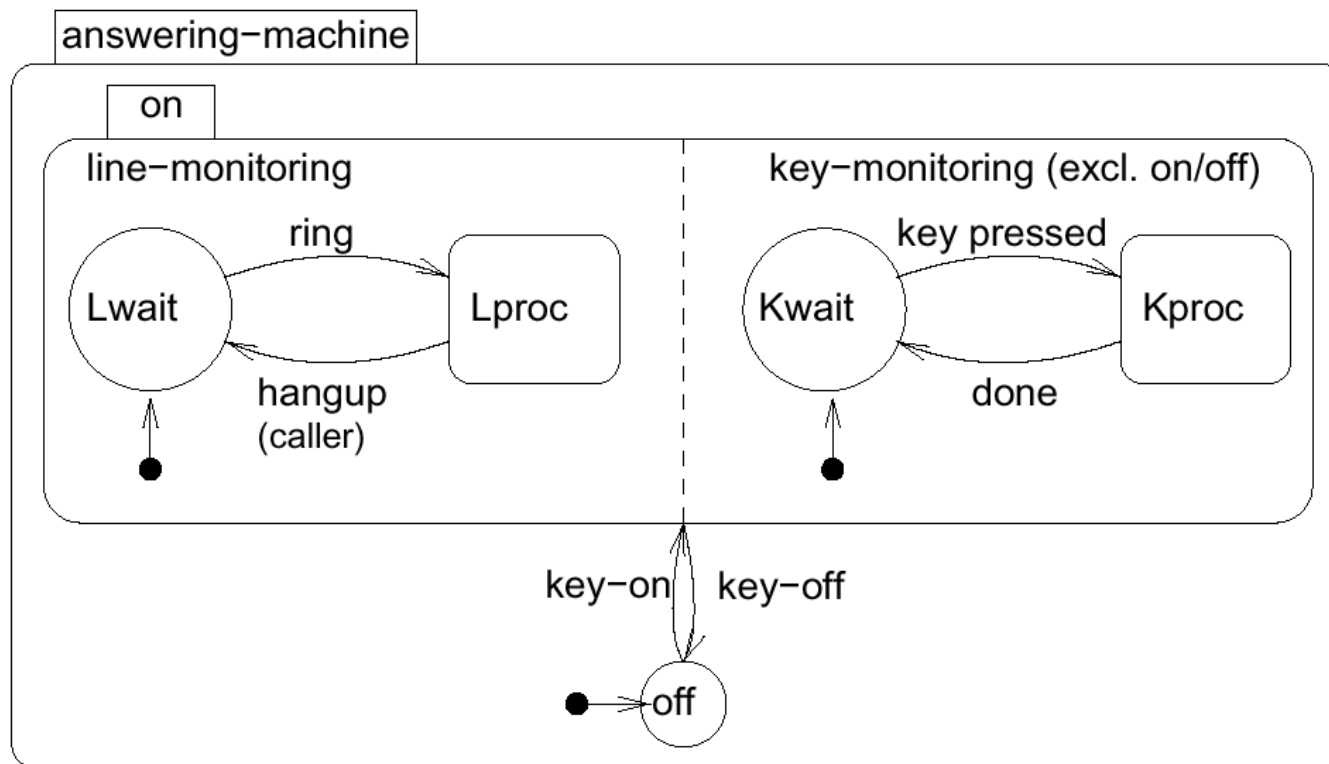 answering−machine
on
line−monitoring
key−monitoring (excl. on/off)
ring
key pressed
Lwait
Lproc
Kwait
Kproc
hangup
(caller)
done
key−on
key−off
off